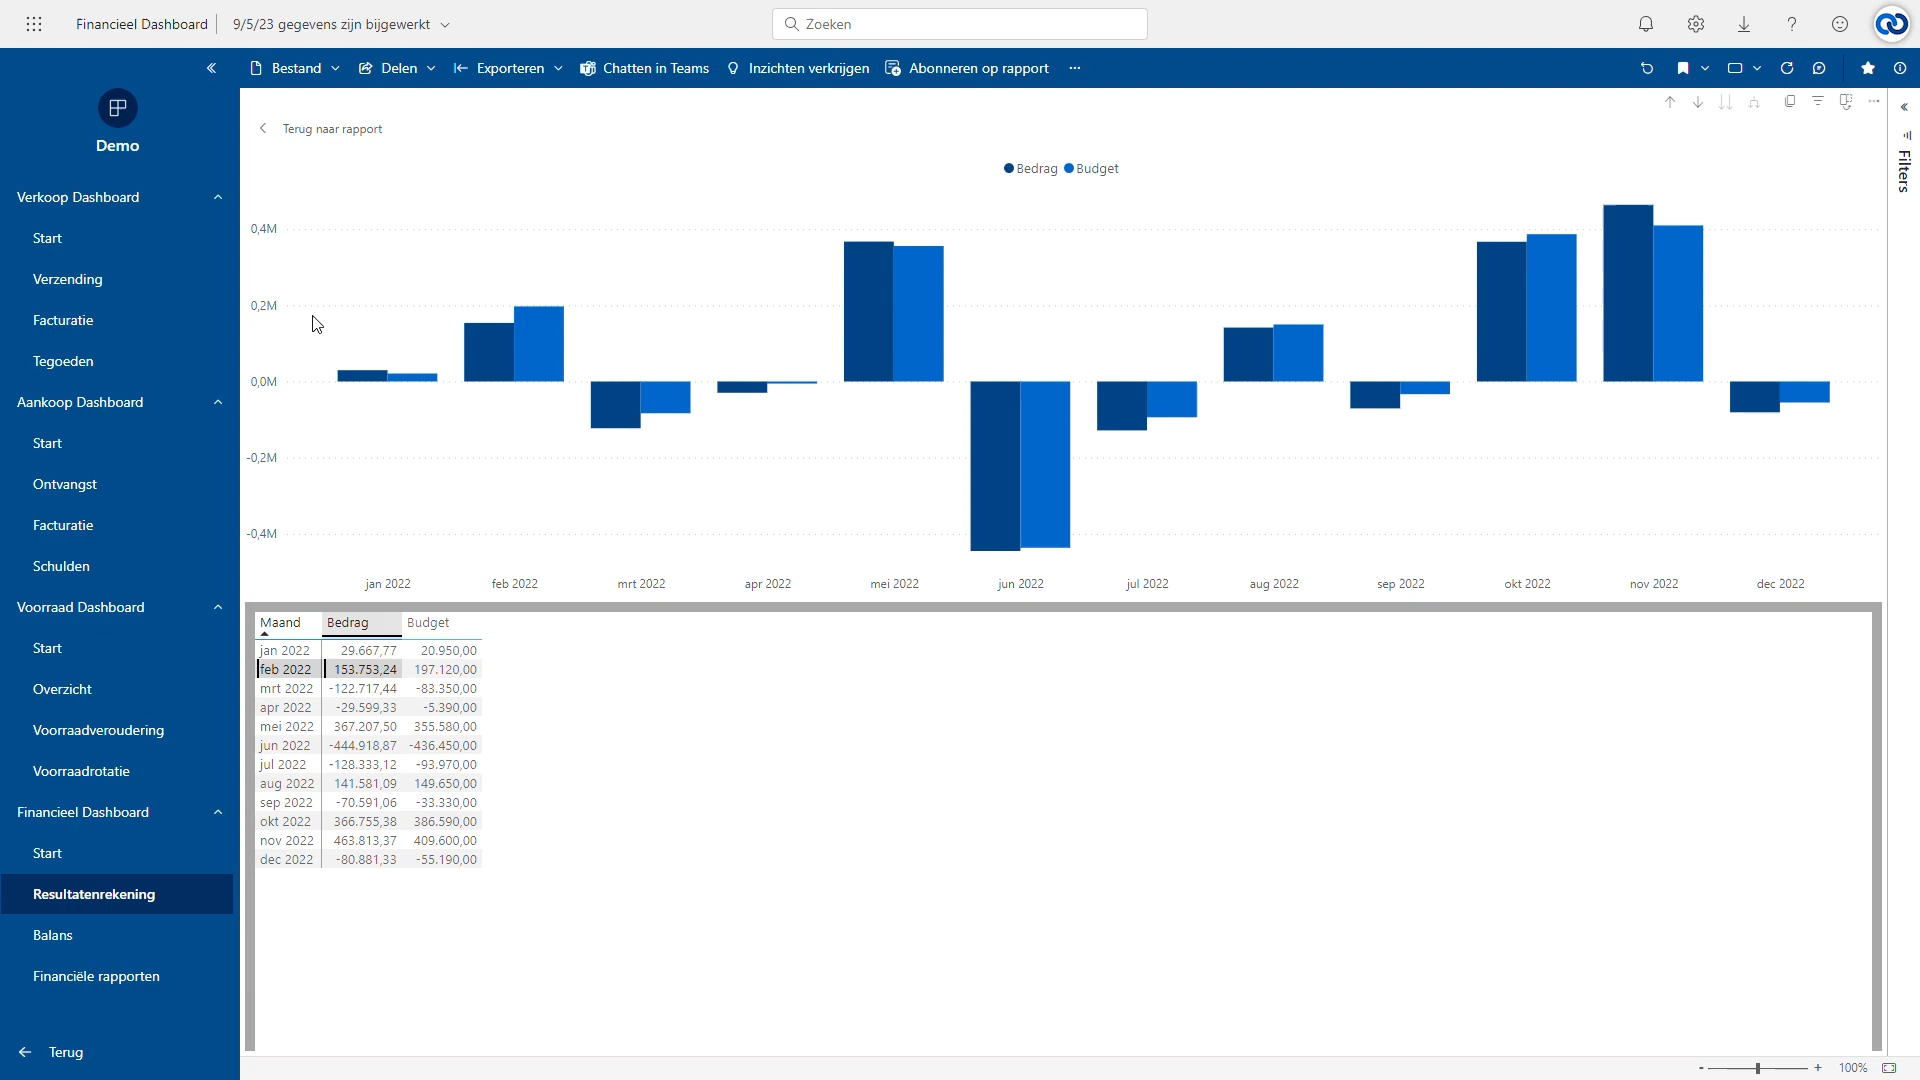 Financieel Dashboard
9/5/23 gegevens zijn bijgewerkt
Zoeken
Bestand
Delen
Exporteren
Chatten in Teams
Inzichten verkrijgen
Abonneren op rapport
Demo
Verkoop Dashboard
Start
Verzending
Facturatie
Tegoeden
Aankoop Dashboard
Start
Ontvangst
Facturatie
Schulden
Voorraad Dashboard
Start
Overzicht
Voorraadveroudering
Voorraadrotatie
Financieel Dashboard
Start
Resultatenrekening
Balans
Financiële rapporten
Terug
Terug naar rapport
Bedrag Budget
0,4M
0,2M
0,0M
-0,2M
-0,4M
jan 2022 feb 2022 mrt 2022 apr 2022 mei 2022 jun 2022 jul 2022 aug 2022 sep 2022 okt 2022 nov 2022 dec 2022
Maand Bedrag Budget
jan 2022 29.667,77 20.950,00
feb 2022 153.753,24 197.120,00
mrt 2022 -122.717,44 -83.350,00
apr 2022 -29.599,33 -5.390,00
mei 2022 367.207,50 355.580,00
jun 2022 -444.918,87 -436.450,00
jul 2022 -128.333,12 -93.970,00
aug 2022 141.581,09 149.650,00
sep 2022 -70.591,06 -33.330,00
okt 2022 366.755,38 386.590,00
nov 2022 463.813,37 409.600,00
dec 2022 -80.881,33 -55.190,00
Filters
- + 100%